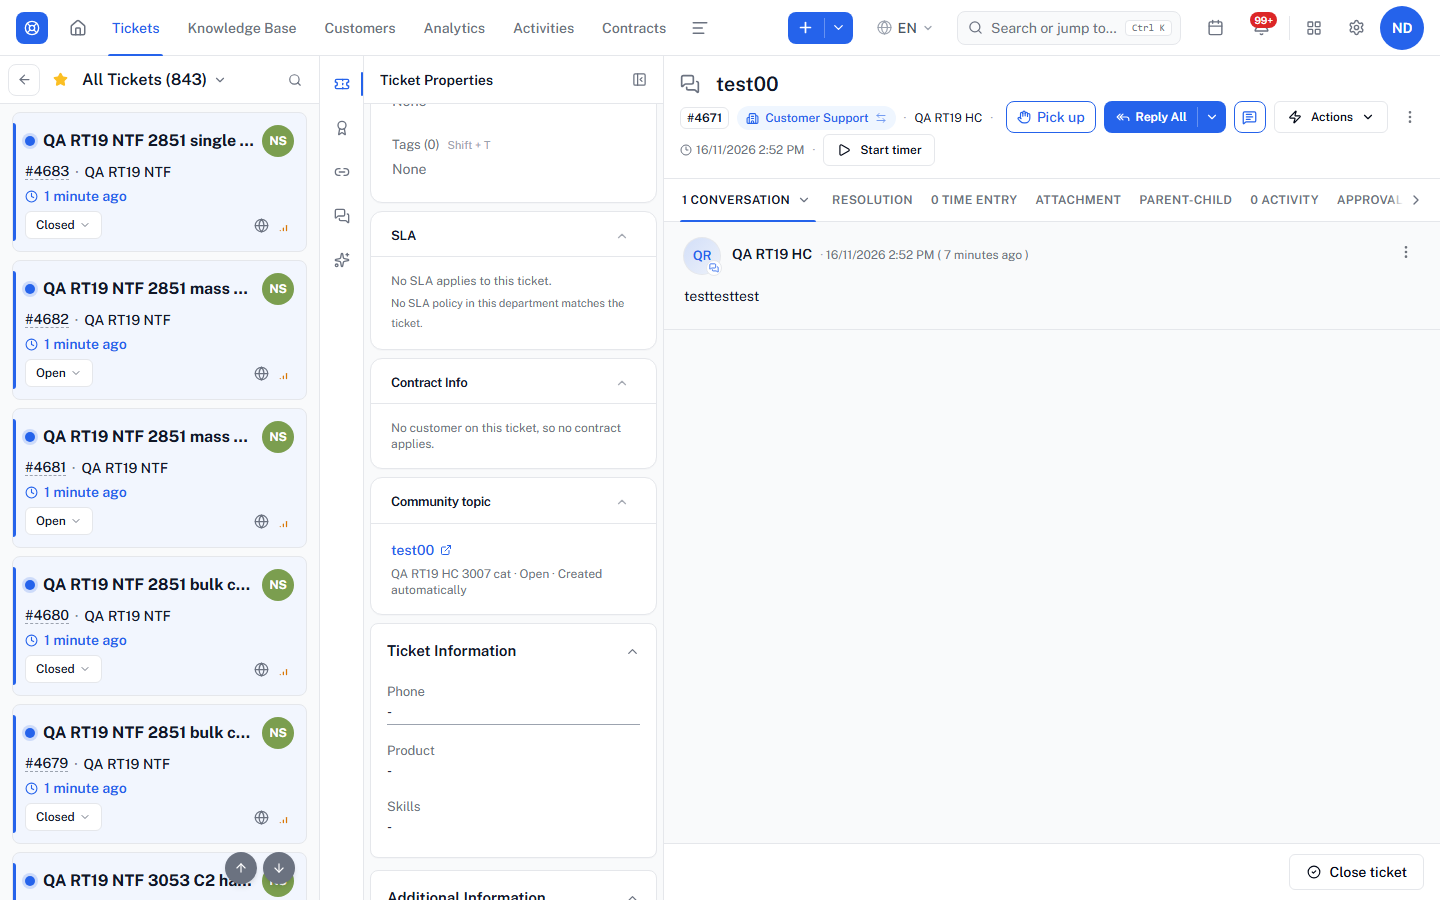 Tickets
Knowledge Base
Customers
Analytics
Activities
Contracts
EN
Search or jump to...
Ctrl K
99+
ND
All Tickets (843)
QA RT19 NTF 2851 single ...
NS
#4683 · QA RT19 NTF
1 minute ago
Closed
QA RT19 NTF 2851 mass ...
NS
#4682 · QA RT19 NTF
1 minute ago
Open
QA RT19 NTF 2851 mass ...
NS
#4681 · QA RT19 NTF
1 minute ago
Open
QA RT19 NTF 2851 bulk c...
NS
#4680 · QA RT19 NTF
1 minute ago
Closed
QA RT19 NTF 2851 bulk c...
NS
#4679 · QA RT19 NTF
1 minute ago
Closed
QA RT19 NTF 3053 C2 ha...
Ticket Properties
None
Tags (0) Shift + T
None
SLA
No SLA applies to this ticket.
No SLA policy in this department matches the
ticket.
Contract Info
No customer on this ticket, so no contract
applies.
Community topic
test00
QA RT19 HC 3007 cat · Open · Created
automatically
Ticket Information
Phone
-
Product
-
Skills
-
Additional Information
test00
#4671
Customer Support
· QA RT19 HC ·
Pick up
Reply All
Actions
16/11/2026 2:52 PM ·
Start timer
1 CONVERSATION
RESOLUTION
0 TIME ENTRY
ATTACHMENT
PARENT-CHILD
0 ACTIVITY
APPROVAL
QR
QA RT19 HC · 16/11/2026 2:52 PM ( 7 minutes ago )
testtesttest
Close ticket